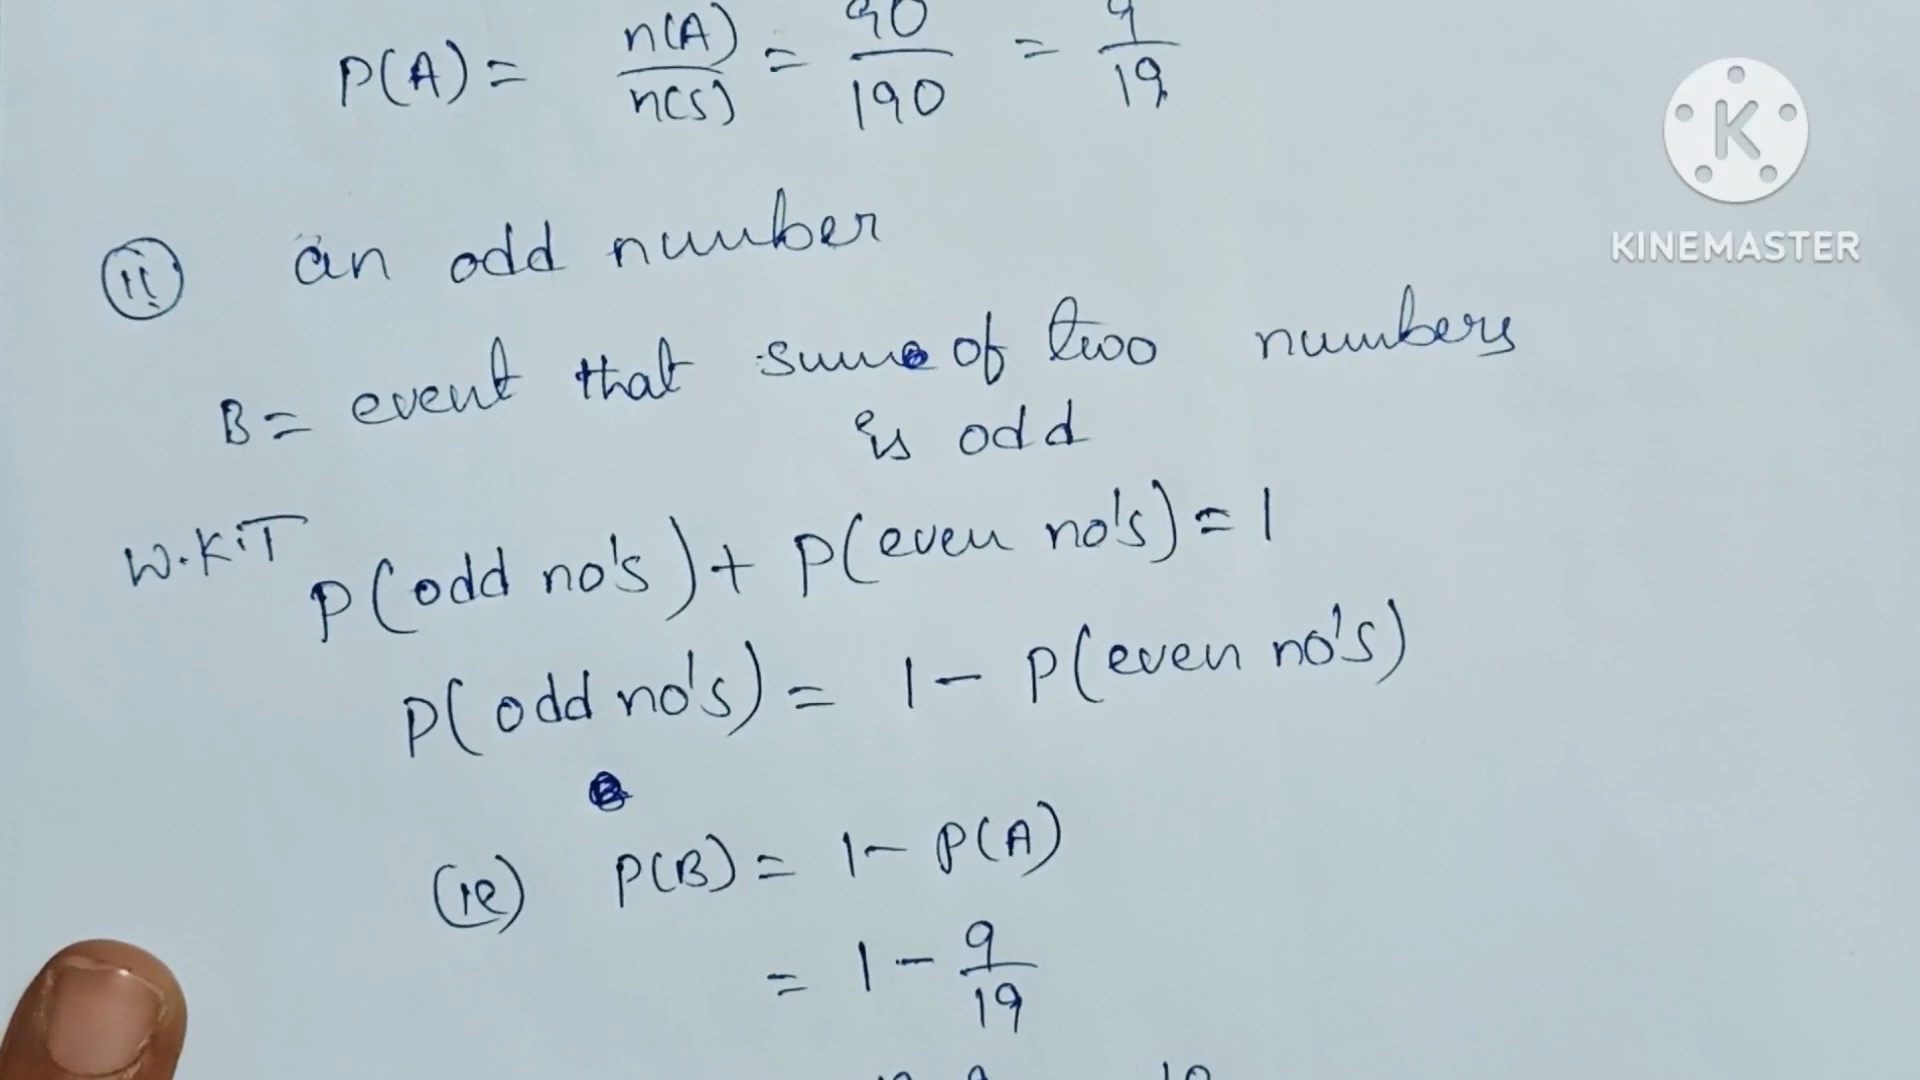 P(A) = n(A)/n(S) = 90/190 = 9/19
K
KINEMASTER
(ii) an odd number
B = event that sum of two numbers
is odd
W.K.T P(odd no's) + P(even no's) = 1
P(odd no's) = 1 - P(even no's)
(ie) P(B) = 1 - P(A)
= 1 - 9/19